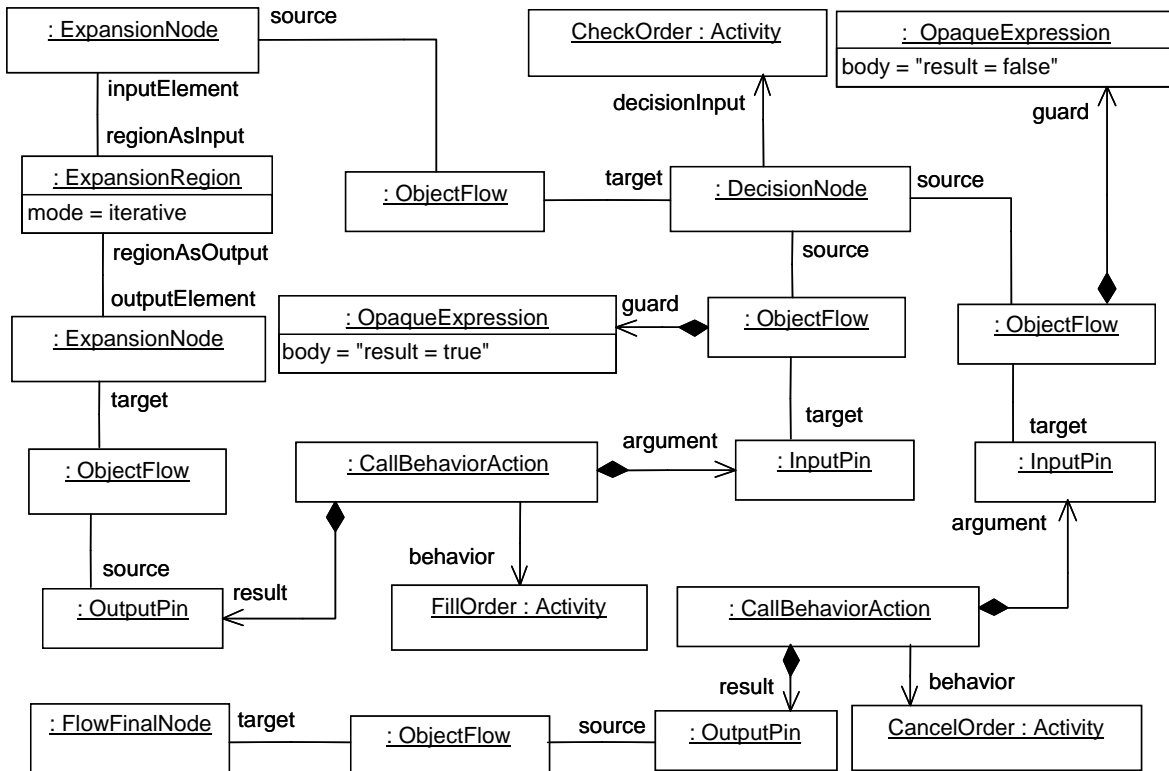 source
: ExpansionNode
CheckOrder : Activity
: OpaqueExpression
body = "result = false"
inputElement
decisionInput
guard
regionAsInput
: ExpansionRegion
mode = iterative
: ObjectFlow
target
: DecisionNode
source
regionAsOutput
source
outputElement
: ExpansionNode
: OpaqueExpression
body = "result = true"
guard
: ObjectFlow
: ObjectFlow
target
target
target
: ObjectFlow
: CallBehaviorAction
argument
: InputPin
: InputPin
argument
source
behavior
: OutputPin
result
FillOrder : Activity
: CallBehaviorAction
result
behavior
: FlowFinalNode
target
: ObjectFlow
source
: OutputPin
CancelOrder : Activity